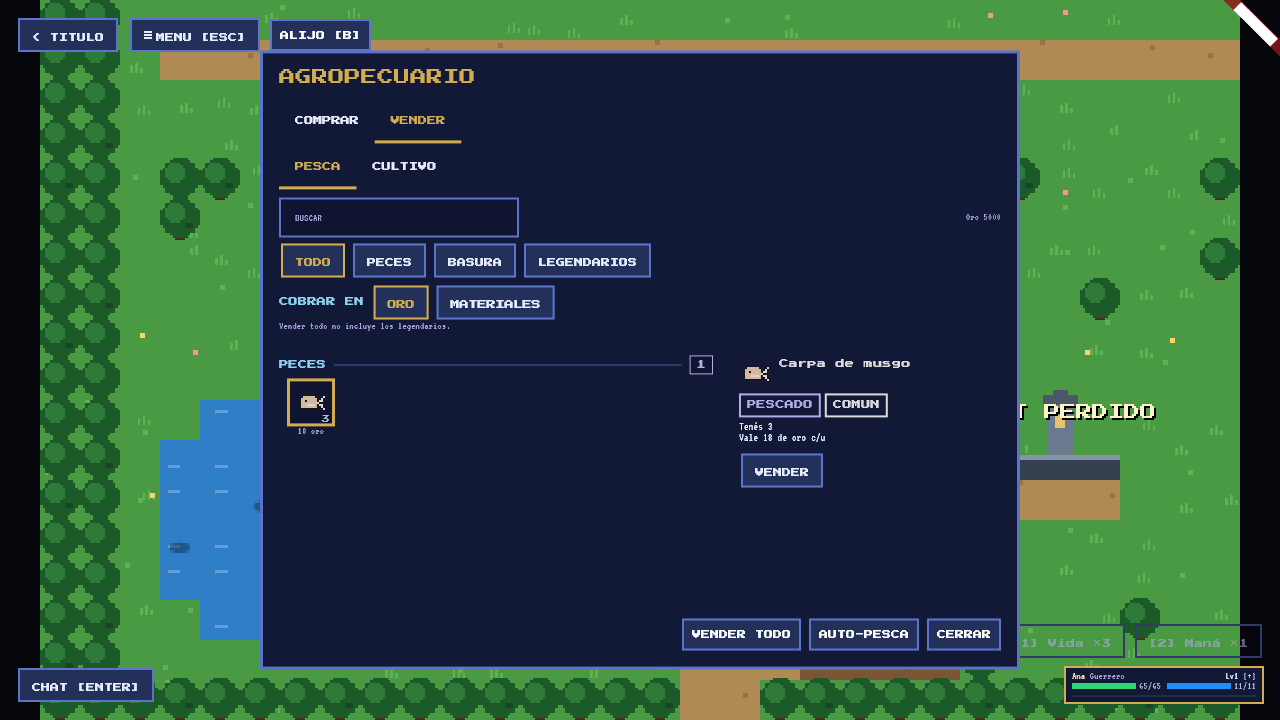 < TITULO
≡MENU [ESC]
ALIJO [B]
AGROPECUARIO
COMPRAR
VENDER
PESCA
CULTIVO
BUSCAR
Oro 5000
TODO
PECES
BASURA
LEGENDARIOS
COBRAR EN
ORO
MATERIALES
Vender todo no incluye los legendarios.
PECES
1
3
18 oro
Carpa de musgo
PESCADO
COMUN
Tenés 3
Vale 18 de oro c/u
VENDER
PERDIDO
VENDER TODO
AUTO-PESCA
CERRAR
1] Vida ×3
[2] Maná ×1
CHAT [ENTER]
Ana Guerrero
Lv1 [+]
65/65
11/11